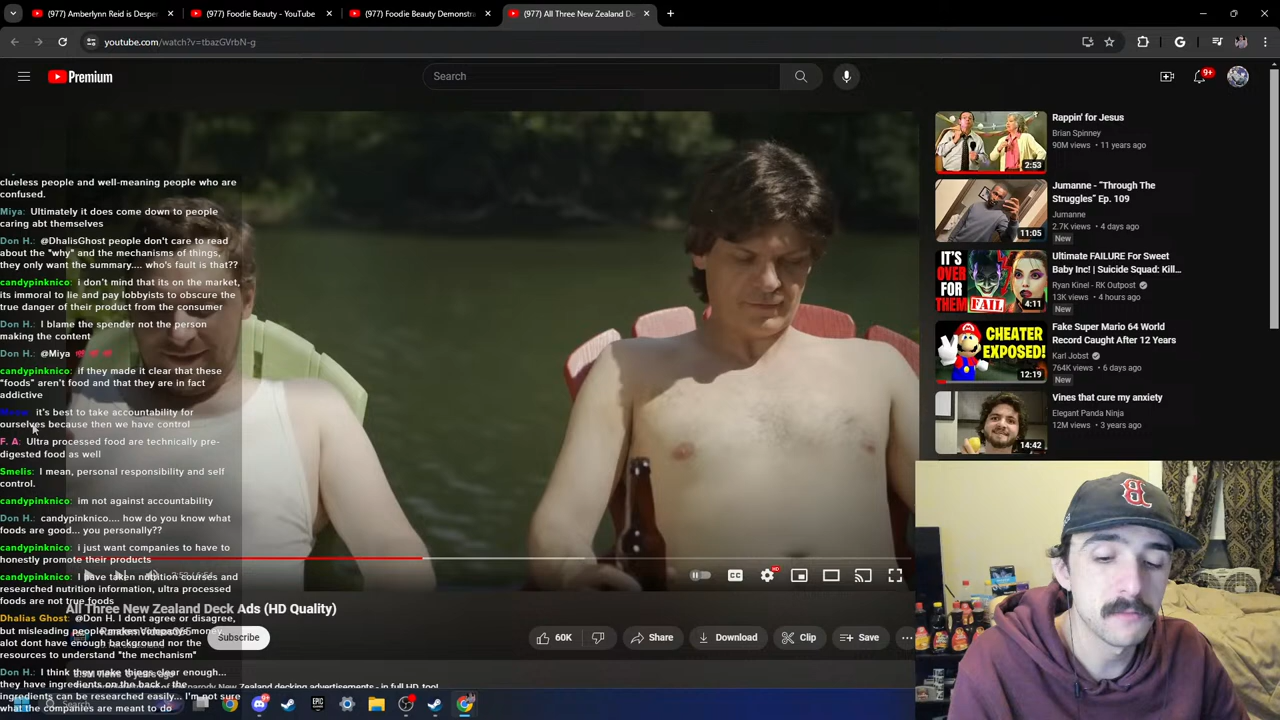 (977) Amberlynn Reid is Desper
(977) Foodie Beauty - YouTube
(977) Foodie Beauty Demonstra
(977) All Three New Zealand De
youtube.com/watch?v=tbazGVrbN-g
Premium
Search
9+
clueless people and well-meaning people who are
confused.
Miya: Ultimately it does come down to people
caring abt themselves
Don H.: @DhalisGhost people don't care to read
about the "why" and the mechanisms of things,
they only want the summary.... who's fault is that??
candypinknico: i don't mind that its on the market,
its immoral to lie and pay lobbyists to obscure the
true danger of their product from the consumer
Don H.: I blame the spender not the person
making the content
Don H.: @Miya
candypinknico: if they made it clear that these
"foods" aren't food and that they are in fact
addictive
it's best to take accountability for
ourselves because then we have control
F. A: Ultra processed food are technically pre-
digested food as well
Smelis: I mean, personal responsibility and self
control.
candypinknico: im not against accountability
Don H.: candypinknico.... how do you know what
foods are good... you personally??
candypinknico: i just want companies to have to
honestly promote their products
candypinknico: I have taken nutrition courses and
researched nutrition information, ultra processed
foods are not true foods
Dhalias Ghost: @Don H. I dont agree or disagree,
but misleading people makes companies money,
alot dont have enough background nor the
resources to understand "the mechanism"
Don H.: I think they make things clear enough...
they have ingredients on the back.. the
ingredients can be researched easily... I'm not sure
what the companies are meant to do
CC
HD
All Three New Zealand Deck Ads (HD Quality)
Subscribe
60K
Share
Download
Clip
Save
parody New Zealand decking advertisements - in full HD too!
Search
Rappin' for Jesus
Brian Spinney
90M views • 11 years ago
2:53
Jumanne - "Through The
Struggles" Ep. 109
Jumanne
2.7K views • 4 days ago
New
11:05
Ultimate FAILURE For Sweet
Baby Inc! | Suicide Squad: Kill...
Ryan Kinel - RK Outpost
13K views • 4 hours ago
New
IT'S
OVER
FOR
THEM
FAIL
4:11
Fake Super Mario 64 World
Record Caught After 12 Years
Karl Jobst
764K views • 6 days ago
New
CHEATER
EXPOSED!
12:19
Vines that cure my anxiety
Elegant Panda Ninja
12M views • 3 years ago
14:42
B
EPIC
GAMES